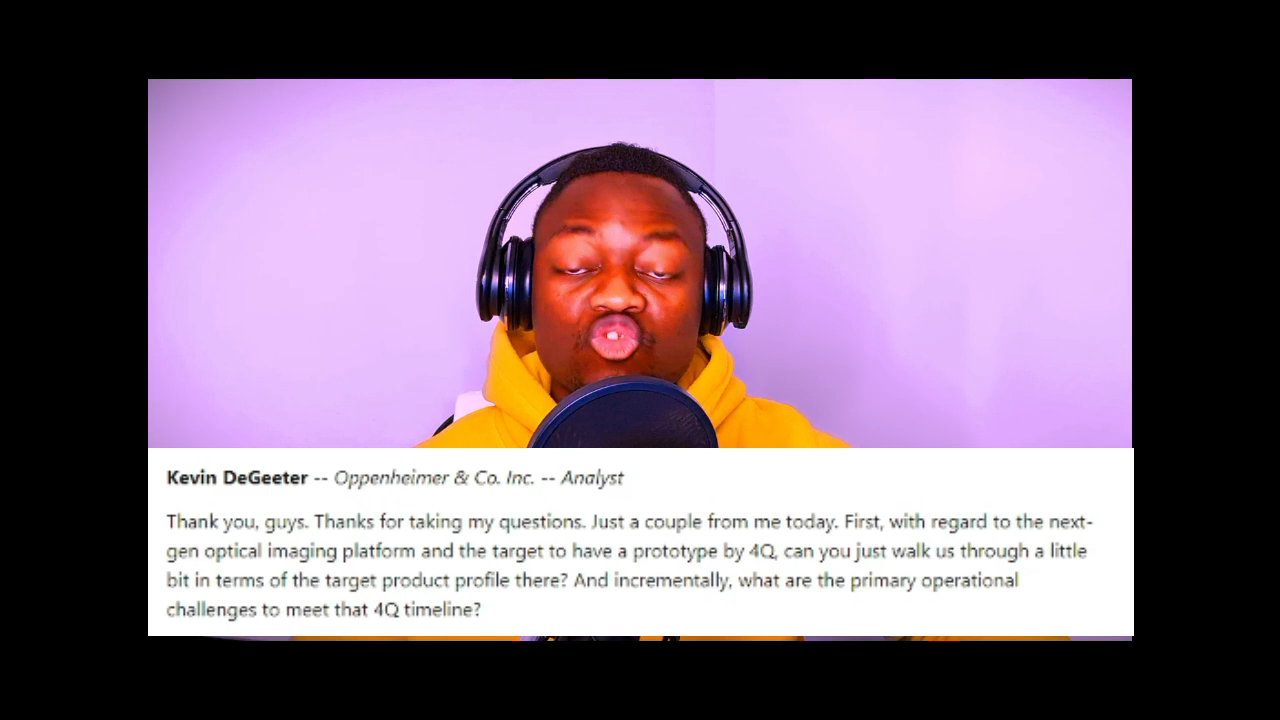 Kevin DeGeeter -- Oppenheimer & Co. Inc. -- Analyst
Thank you, guys. Thanks for taking my questions. Just a couple from me today. First, with regard to the next-
gen optical imaging platform and the target to have a prototype by 4Q, can you just walk us through a little
bit in terms of the target product profile there? And incrementally, what are the primary operational
challenges to meet that 4Q timeline?